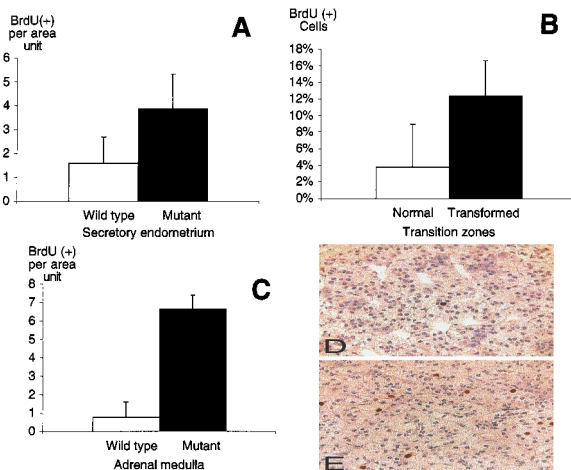 BrdU(+)
per area
unit
A
6
5
4
3
2
1
0
Wild type Mutant
Secretory endometrium
BrdU (+)
Cells
B
18%
16%
14%
12%
10%
8%
6%
4%
2%
0%
Normal Transformed
Transition zones
BrdU (+)
per area
unit
C
8
7
6
5
4
3
2
1
0
Wild type Mutant
Adrenal medulla
D
E